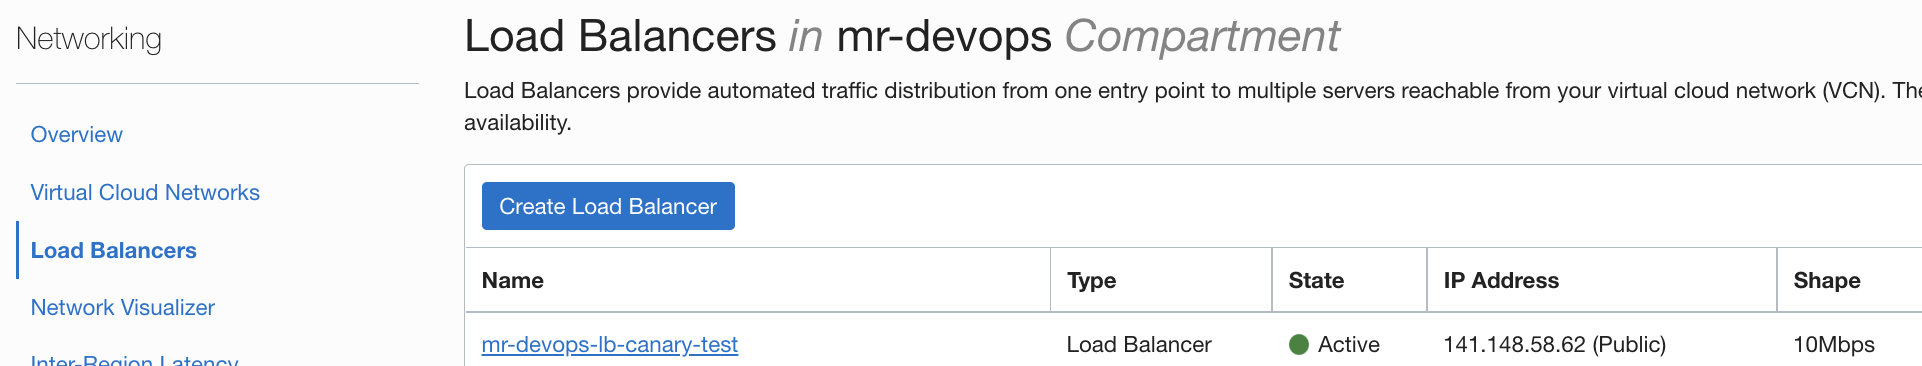 Networking
Overview
Virtual Cloud Networks
Load Balancers
Network Visualizer
Inter-Region Latency
Load Balancers in mr-devops Compartment
Load Balancers provide automated traffic distribution from one entry point to multiple servers reachable from your virtual cloud network (VCN). The
availability.
Create Load Balancer
Name Type State IP Address Shape
mr-devops-lb-canary-test Load Balancer Active 141.148.58.62 (Public) 10Mbps